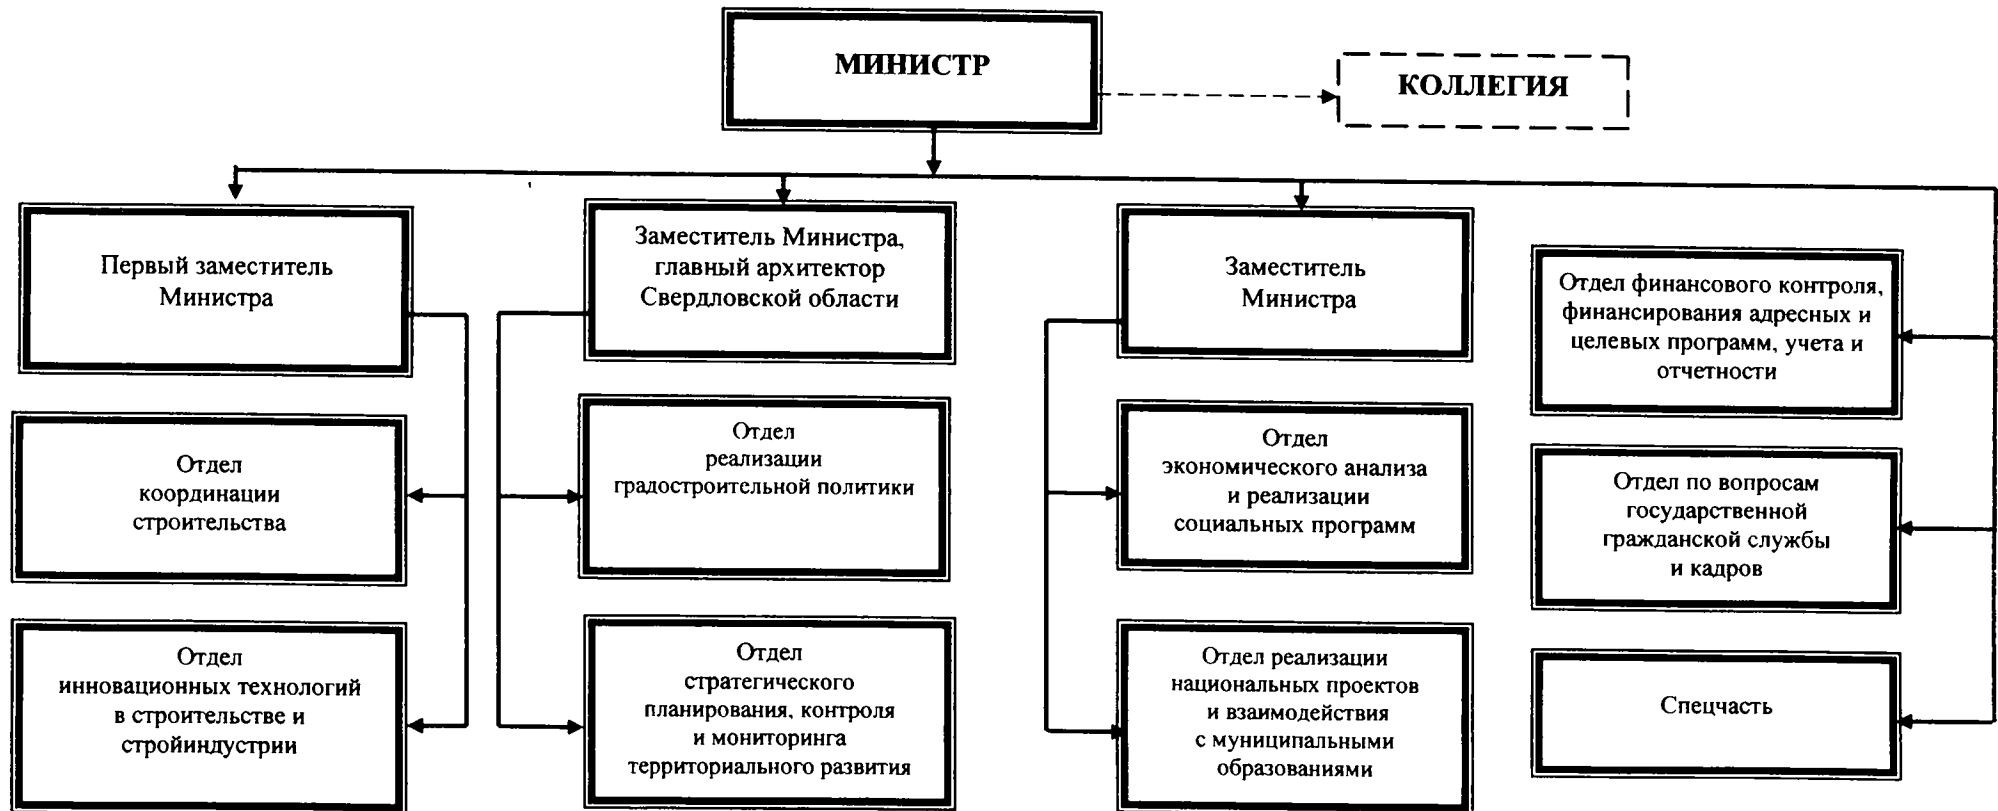 МИНИСТР
КОЛЛЕГИЯ
Первый заместитель
Министра
Заместитель Министра,
главный архитектор
Свердловской области
Заместитель
Министра
Отдел финансового контроля,
финансирования адресных и
целевых программ, учета и
отчетности
Отдел
координации
строительства
Отдел
реализации
градостроительной политики
Отдел
экономического анализа
и реализации
социальных программ
Отдел по вопросам
государственной
гражданской службы
и кадров
Отдел
инновационных технологий
в строительстве и
стройиндустрии
Отдел
стратегического
планирования, контроля
и мониторинга
территориального развития
Отдел реализации
национальных проектов
и взаимодействия
с муниципальными
образованиями
Спецчасть